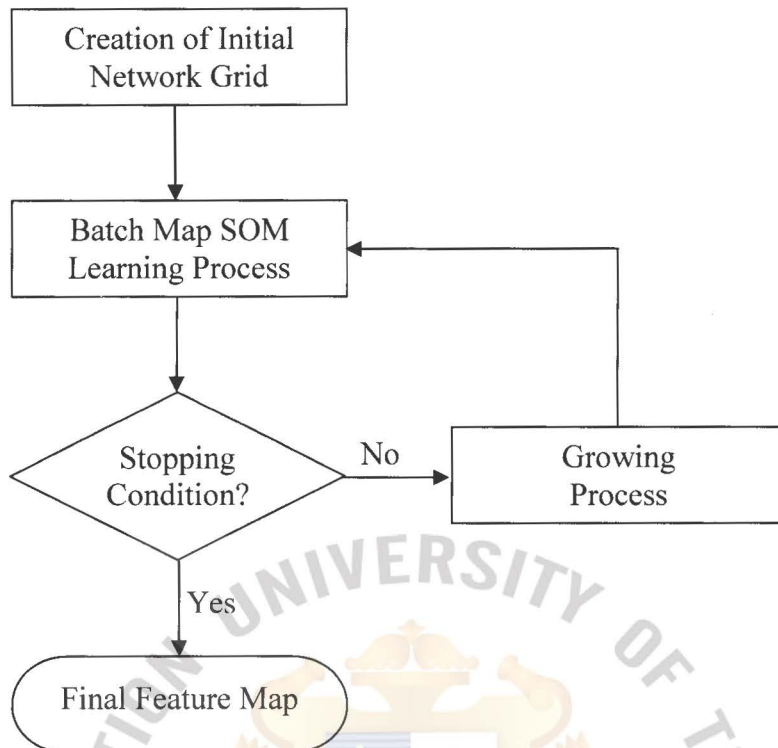 Creation of Initial
Network Grid
Batch Map SOM
Learning Process
Stopping
Condition?
No
Growing
Process
Yes
Final Feature Map
UNIVERSITY OF